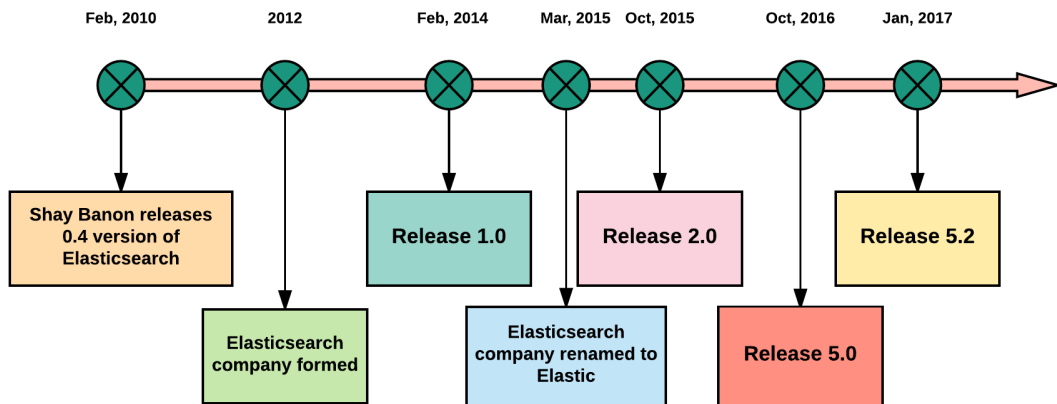 Feb, 2010
2012
Feb, 2014
Mar, 2015
Oct, 2015
Oct, 2016
Jan, 2017
Shay Banon releases
0.4 version of
Elasticsearch
Release 1.0
Release 2.0
Release 5.2
Elasticsearch
company formed
Elasticsearch
company renamed to
Elastic
Release 5.0